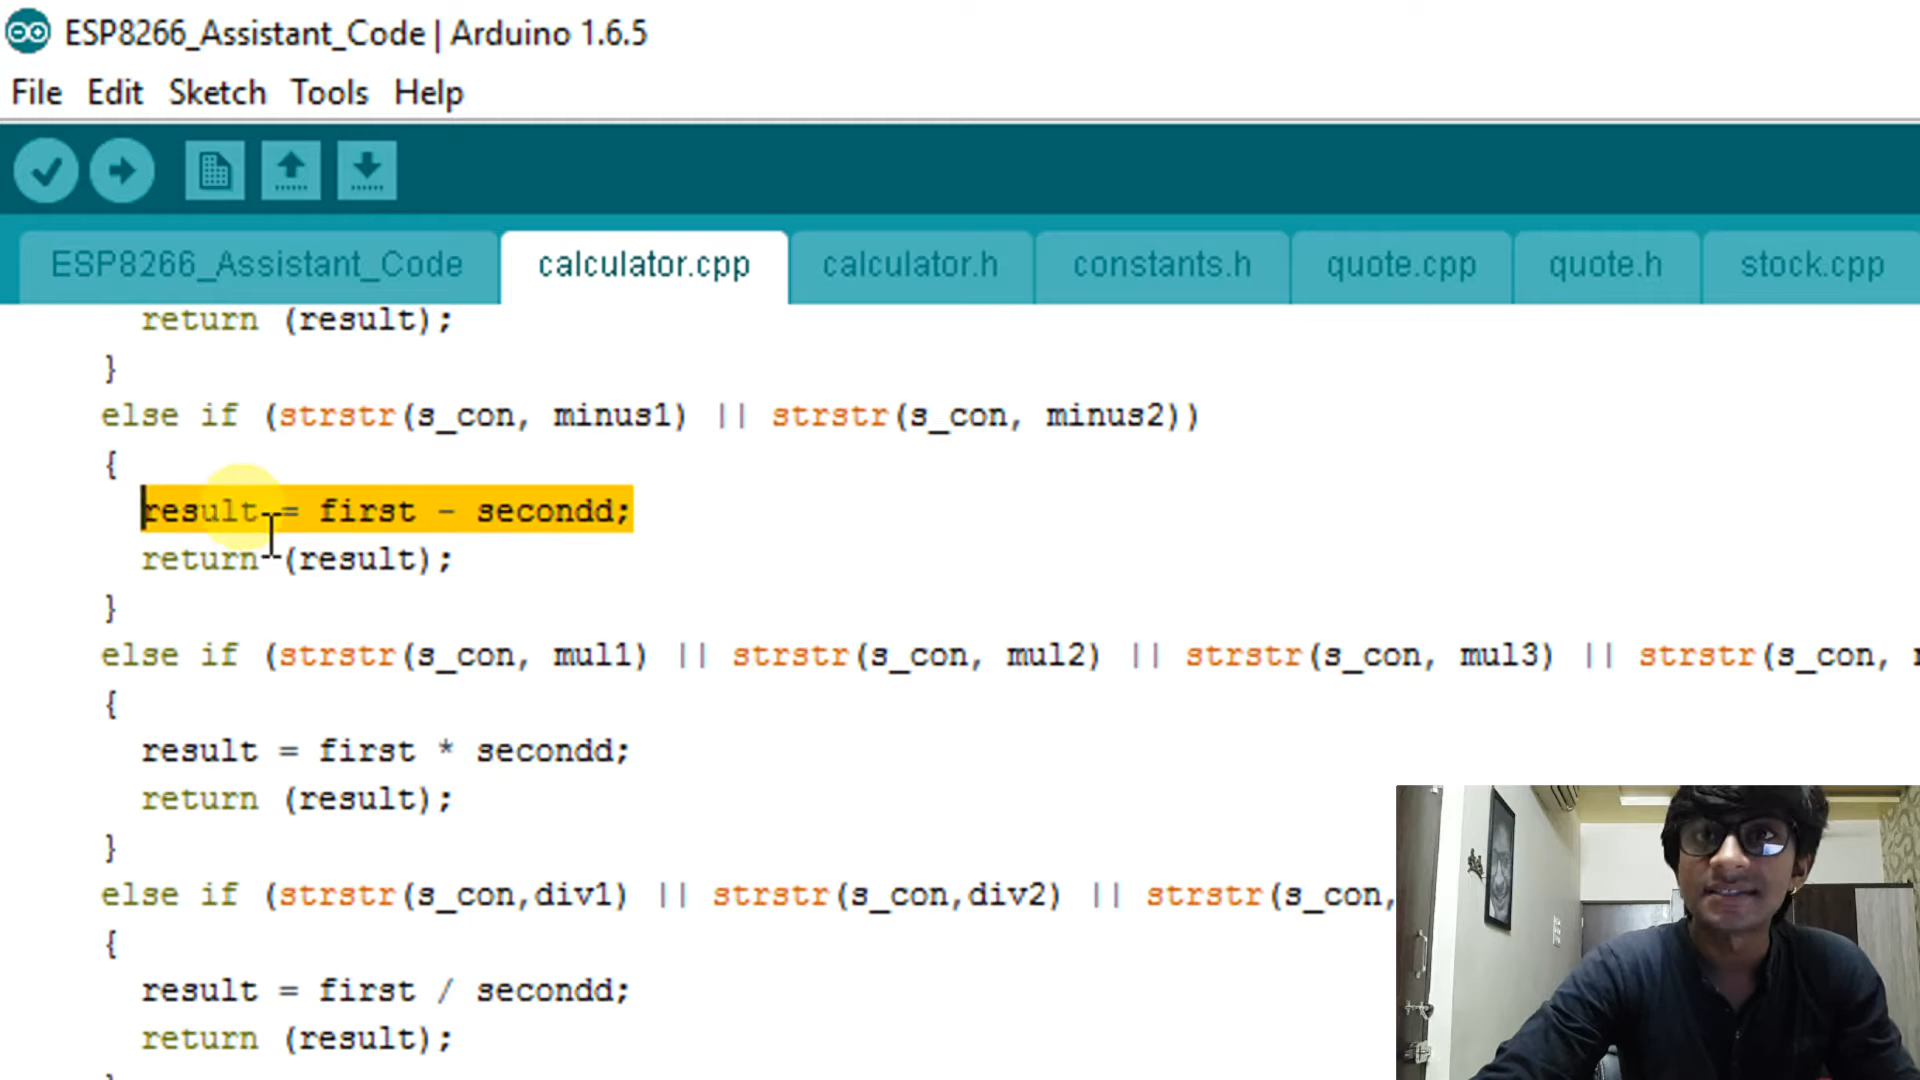 ESP8266_Assistant_Code | Arduino 1.6.5
File Edit Sketch Tools Help
ESP8266_Assistant_Code calculator.cpp calculator.h constants.h quote.cpp quote.h stock.cpp
return (result);
}
else if (strstr(s_con, minus1) || strstr(s_con, minus2))
{
result = first - secondd;
return (result);
}
else if (strstr(s_con, mul1) || strstr(s_con, mul2) || strstr(s_con, mul3) || strstr(s_con,
{
result = first * secondd;
return (result);
}
else if (strstr(s_con,div1) || strstr(s_con,div2) || strstr(s_con,
{
result = first / secondd;
return (result);